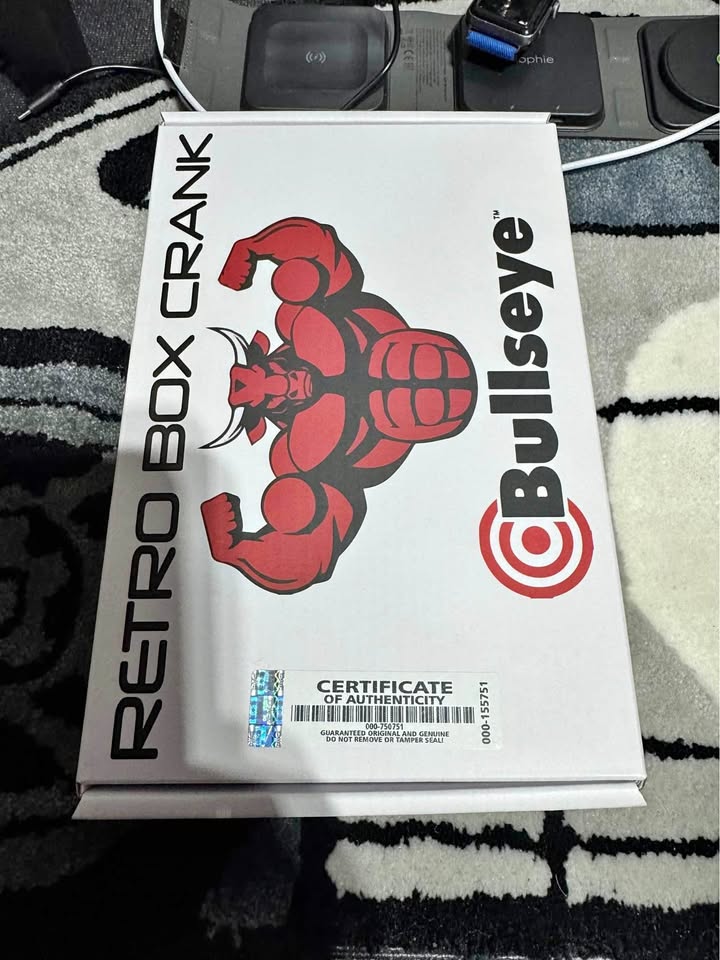 RETRO BOX CRANK
Bullseye™
CERTIFICATE
OF AUTHENTICITY
000-750751
GUARANTEED ORIGINAL AND GENUINE
DO NOT REMOVE OR TAMPER SEAL!
000-155751
ophie